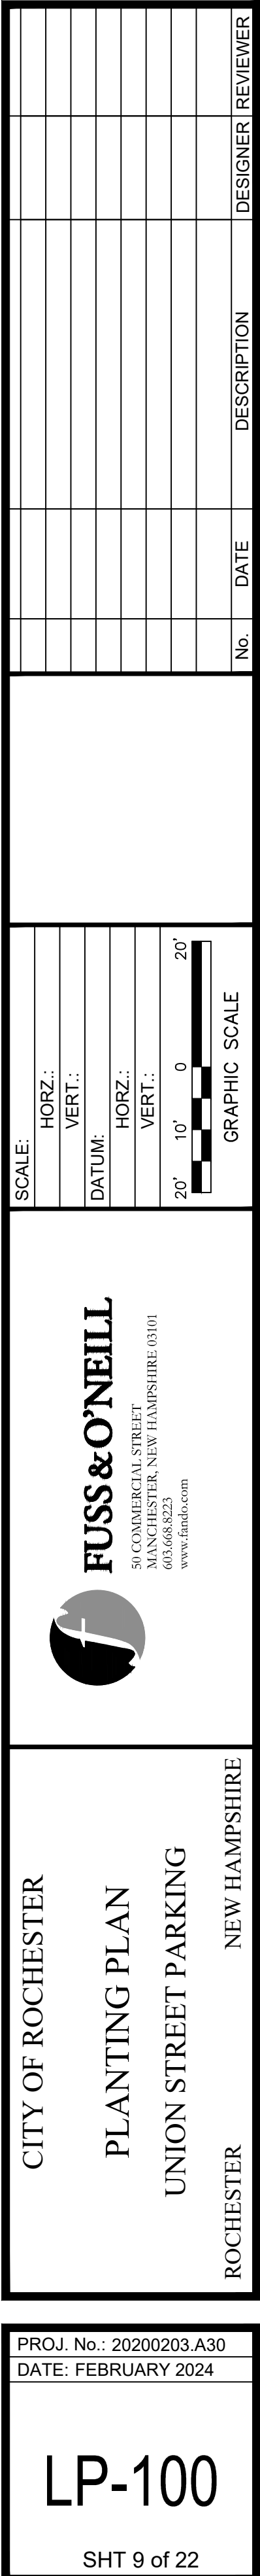 No. DATE DESCRIPTION DESIGNER REVIEWER
SCALE:
HORZ.:
VERT.:
DATUM:
HORZ.:
VERT.:
20' 10' 0 20'
GRAPHIC SCALE
f
FUSS&O'NEILL
50 COMMERCIAL STREET
MANCHESTER, NEW HAMPSHIRE 03101
603.668.8223
www.fando.com
CITY OF ROCHESTER
PLANTING PLAN
UNION STREET PARKING
ROCHESTER NEW HAMPSHIRE
PROJ. No.: 20200203.A30
DATE: FEBRUARY 2024
LP-100
SHT 9 of 22